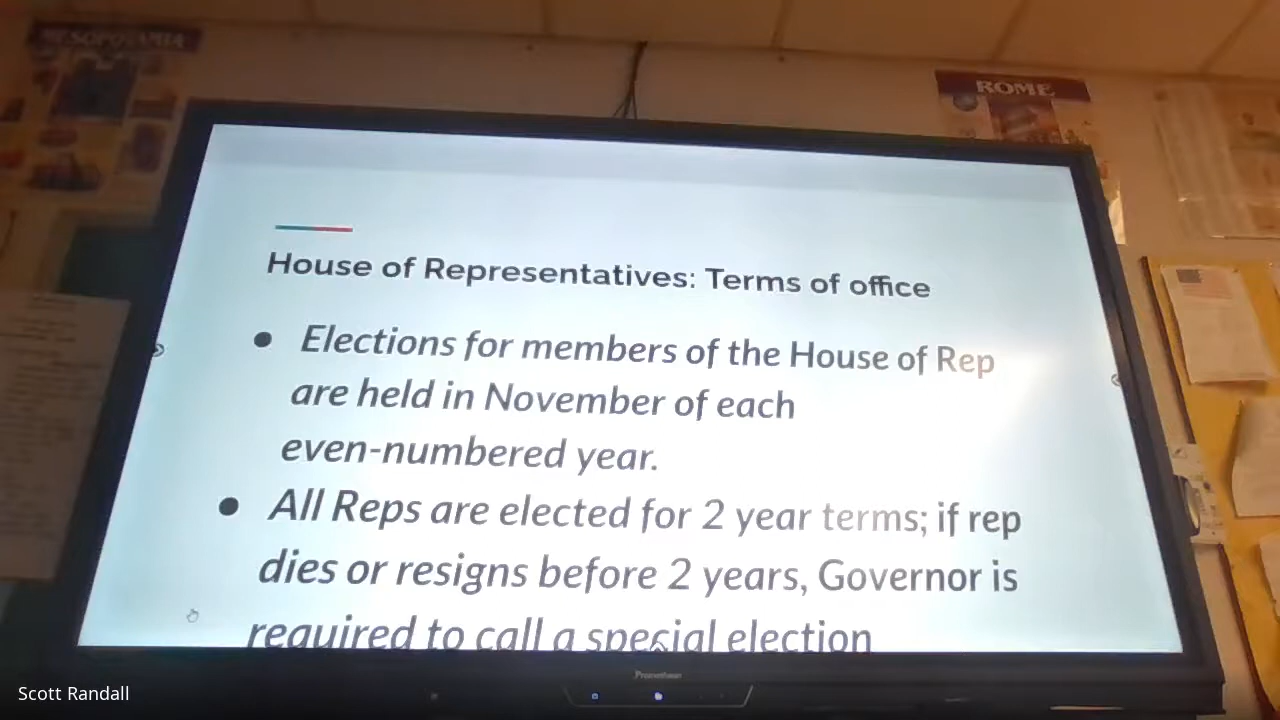 MESOPOTAMIA
ROME
House of Representatives: Terms of office
● Elections for members of the House of Rep
are held in November of each
even-numbered year.
● All Reps are elected for 2 year terms; if rep
dies or resigns before 2 years, Governor is
required to call a special election
Promethean
Scott Randall